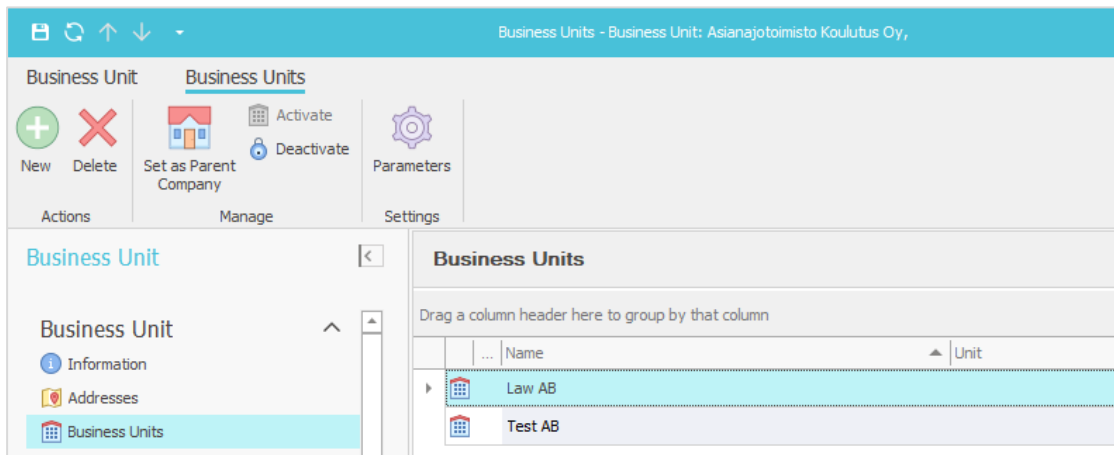 Business Units - Business Unit: Asianajotoimisto Koulutus Oy,
Business Unit Business Units
New Delete Set as Parent Company Activate Deactivate Parameters
Actions Manage Settings
Business Unit
Business Unit
Information
Addresses
Business Units
Business Units
Drag a column header here to group by that column
... Name Unit
Law AB
Test AB